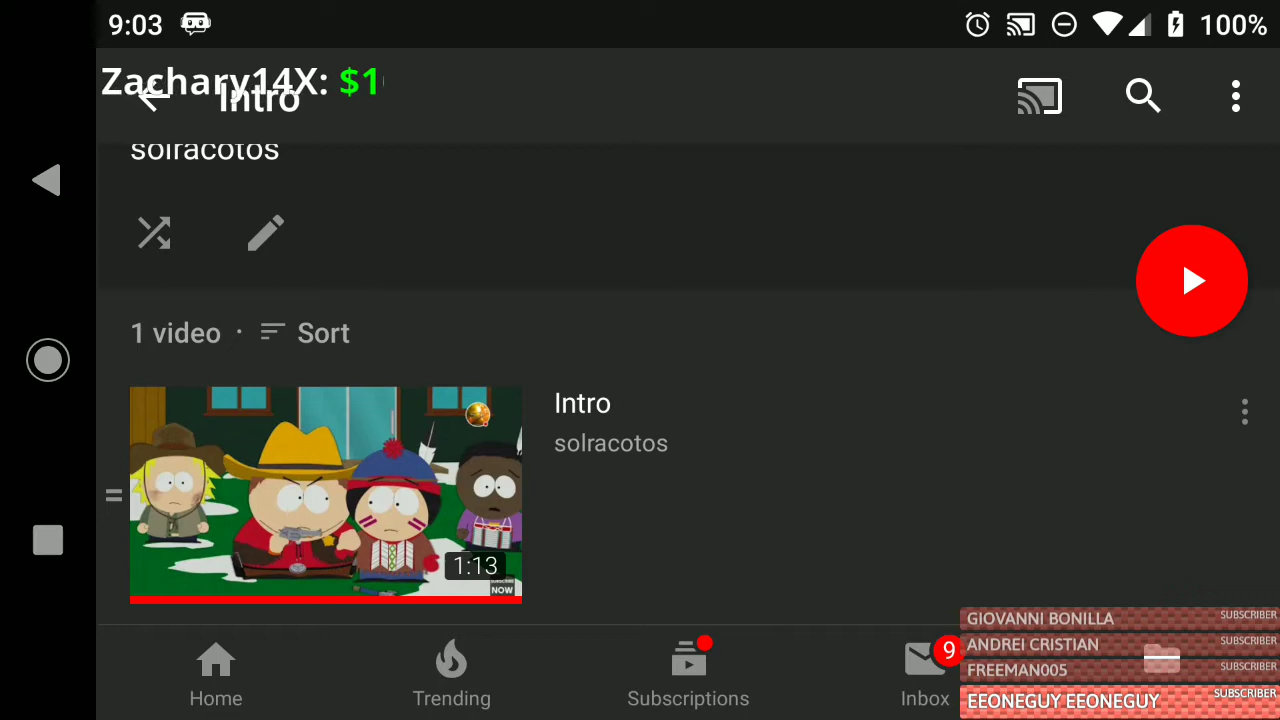 9:03
100%
Zachary14X: $1
Intro
solracotos
1 video · Sort
Intro
solracotos
1:13
SUBSCRIBE
NOW
GIOVANNI BONILLA SUBSCRIBER
ANDREI CRISTIAN SUBSCRIBER
FREEMAN005 SUBSCRIBER
EEONEGUY EEONEGUY SUBSCRIBER
9
Home
Trending
Subscriptions
Inbox